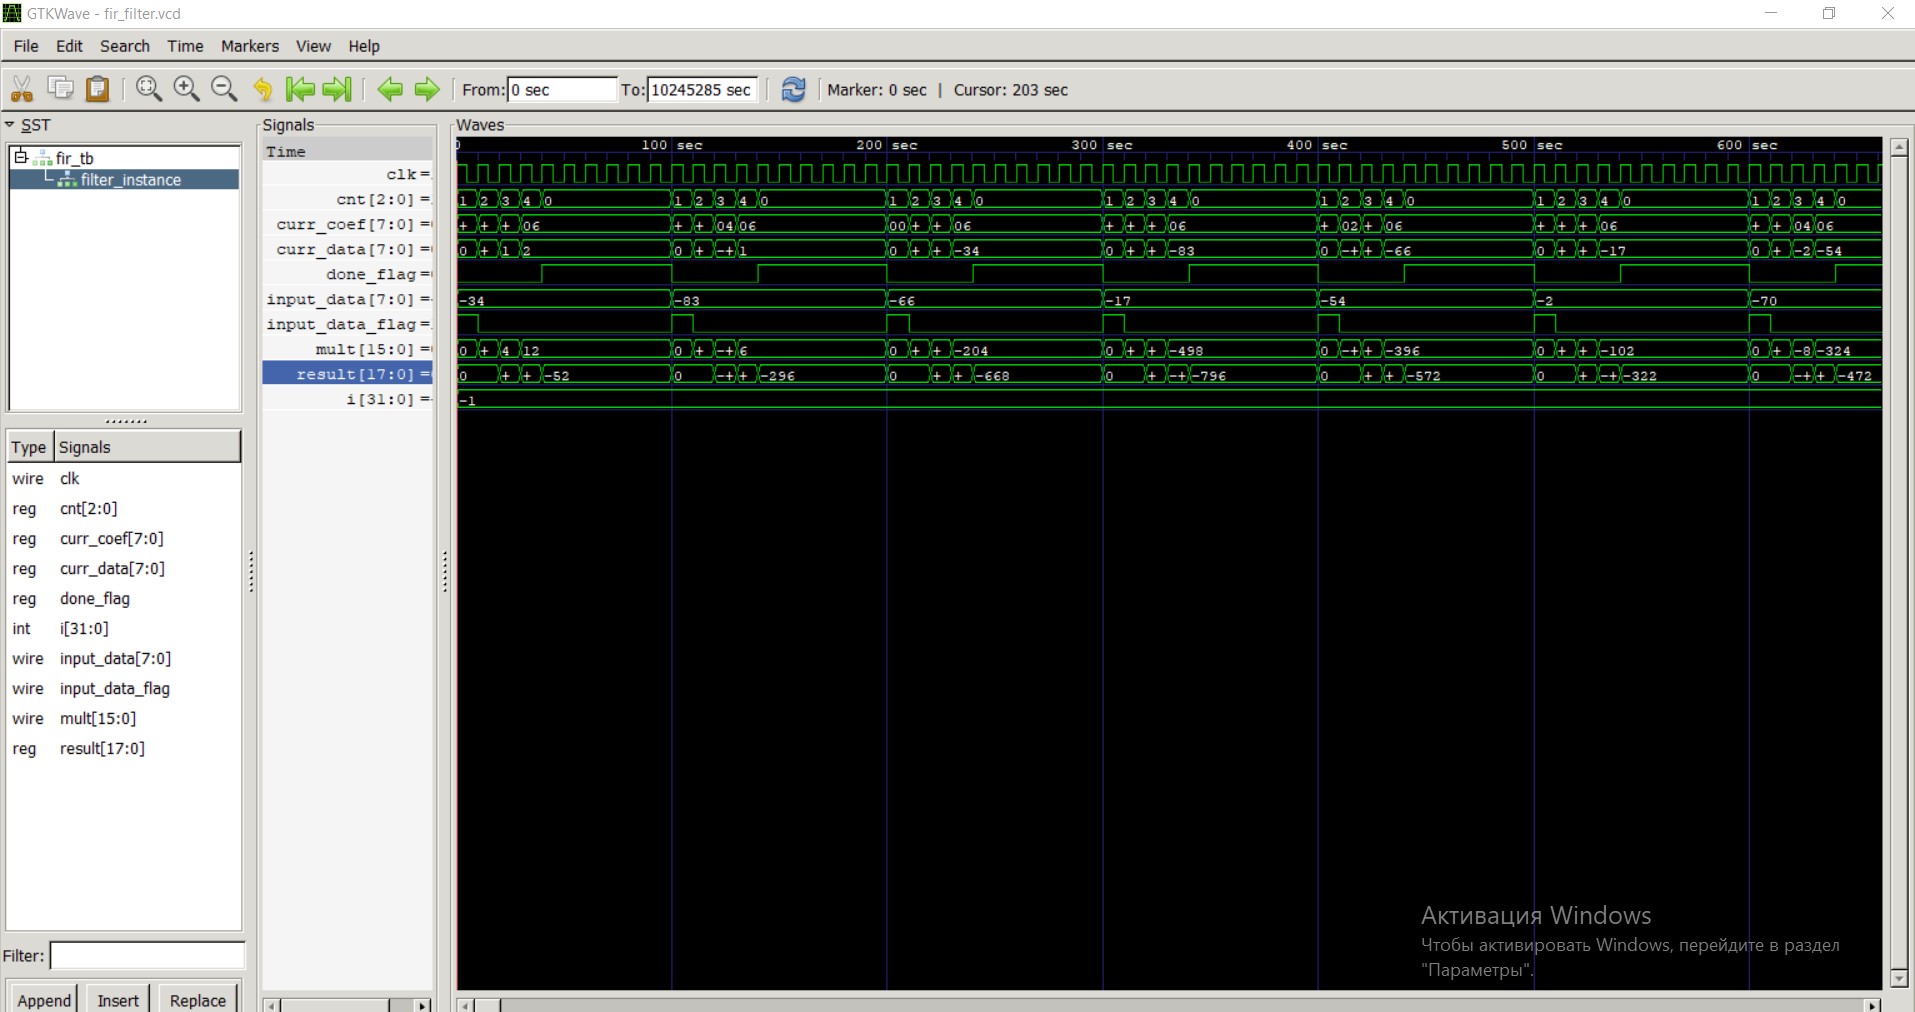 GTKWave - fir_filter.vcd
File Edit Search Time Markers View Help
From: 0 sec To: 10245285 sec Marker: 0 sec | Cursor: 203 sec
SST
fir_tb
filter_instance
Type Signals
wire clk
reg cnt[2:0]
reg curr_coef[7:0]
reg curr_data[7:0]
reg done_flag
int i[31:0]
wire input_data[7:0]
wire input_data_flag
wire mult[15:0]
reg result[17:0]
Filter:
Append Insert Replace
Signals
Time
clk=
cnt[2:0] =
curr_coef[7:0] =
curr_data[7:0] =
done_flag=
input_data[7:0] =
input_data_flag=
mult[15:0] =
result[17:0] =
i[31:0] =
Waves
100 sec 200 sec 300 sec 400 sec 500 sec 600 sec
1 2 3 4 0 1 2 3 4 0 1 2 3 4 0 1 2 3 4 0 1 2 3 4 0 1 2 3 4 0 1 2 3 4 0
+ + + 06 + + 04 06 00 + + 06 + + + 06 + 02 + 06 + + + 06 + + 04 06
0 + 1 2 0 + -+ 1 0 + + -34 0 + + -83 0 -+ + -66 0 + + -17 0 + -2 -54
-34 -83 -66 -17 -54 -2 -70
0 + 4 12 0 + -+ 6 0 + + -204 0 + + -498 0 -+ + -396 0 + + -102 0 + -8 -324
0 + + -52 0 -+ + -296 0 + + -668 0 + -+ -796 0 + + -572 0 + -+ -322 0 -+ + -472
-1
Активация Windows
Чтобы активировать Windows, перейдите в раздел
"Параметры".